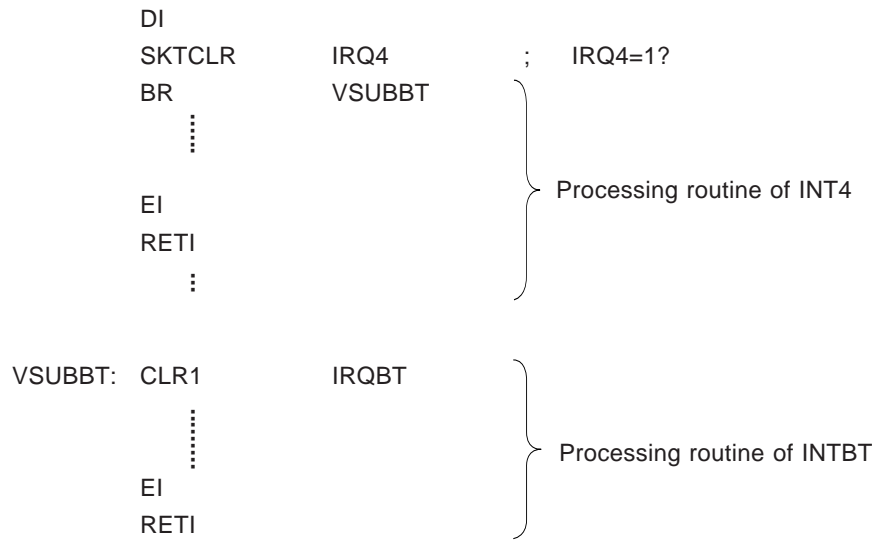 DI
SKTCLR IRQ4 ; IRQ4=1?
BR VSUBBT
Processing routine of INT4
EI
RETI
VSUBBT: CLR1 IRQBT
Processing routine of INTBT
EI
RETI